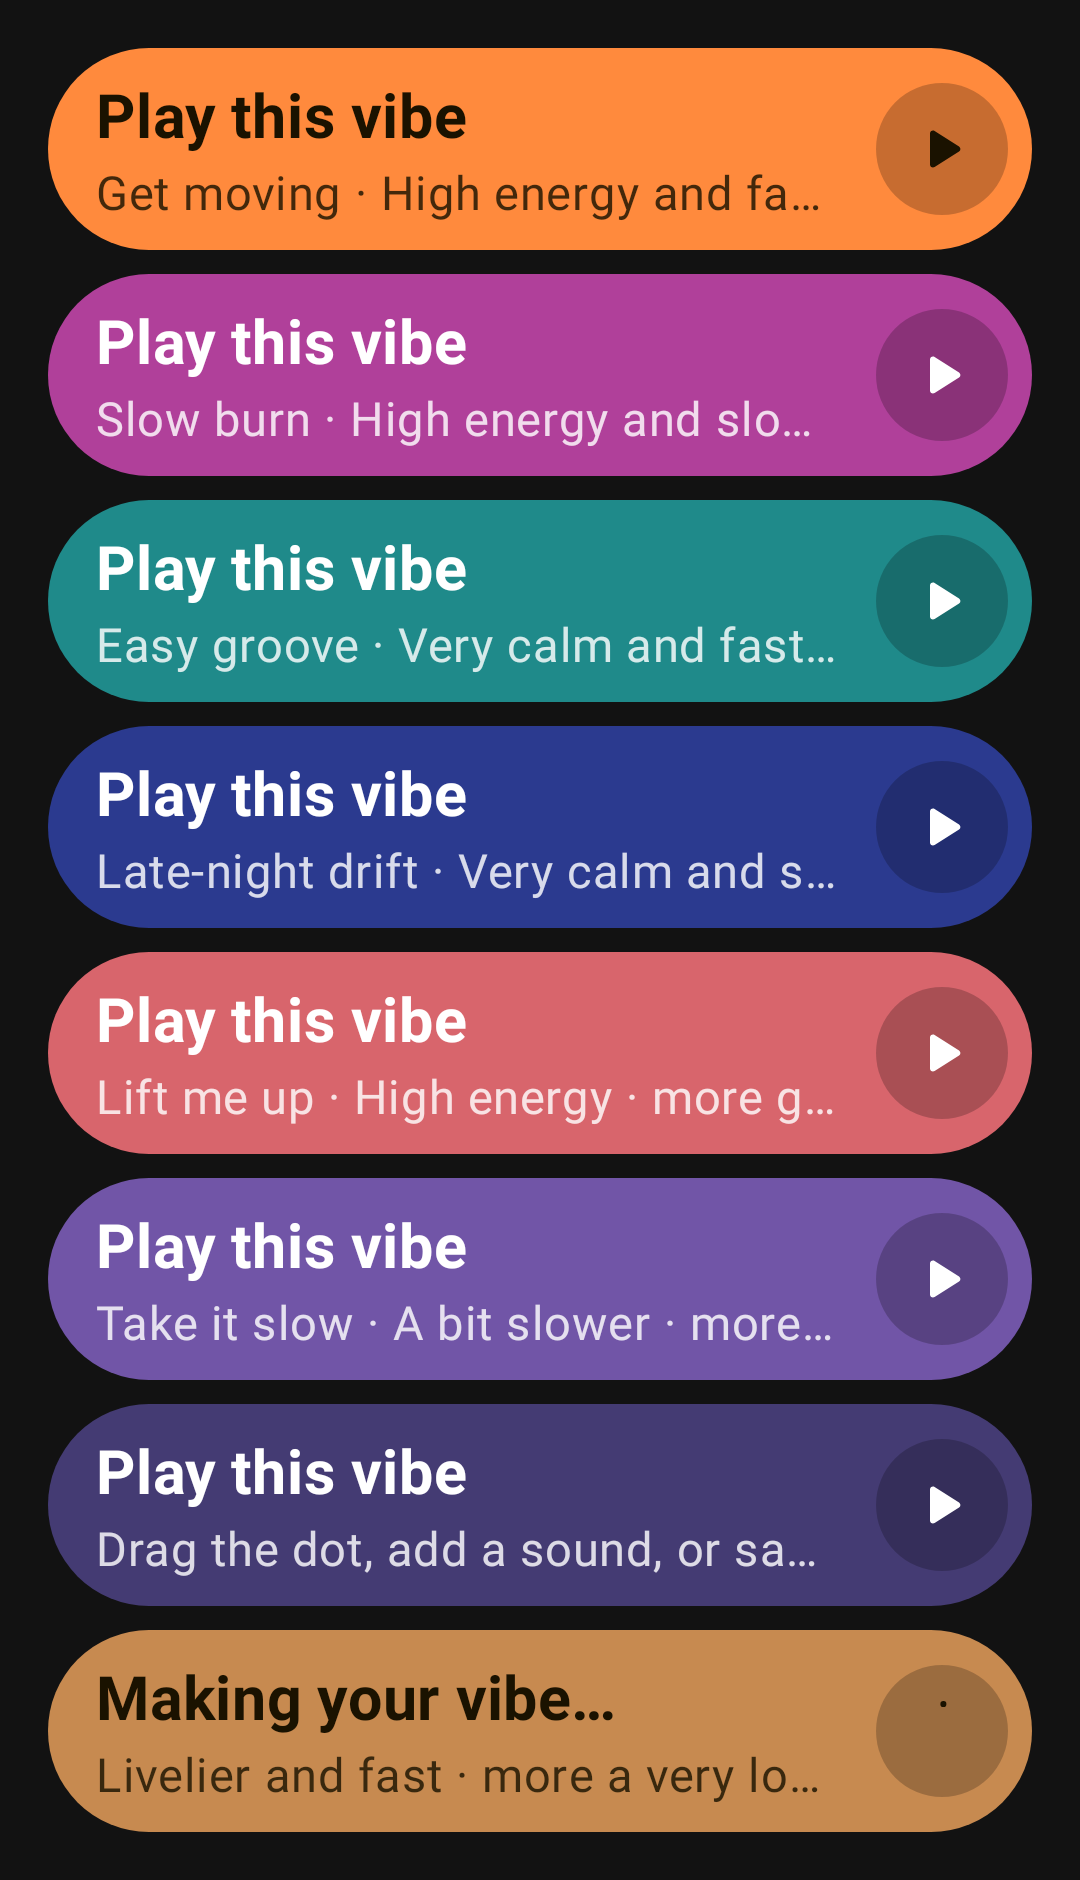 Play this vibe
Get moving · High energy and fa…
Play this vibe
Slow burn · High energy and slo…
Play this vibe
Easy groove · Very calm and fast…
Play this vibe
Late-night drift · Very calm and s…
Play this vibe
Lift me up · High energy · more g…
Play this vibe
Take it slow · A bit slower · more…
Play this vibe
Drag the dot, add a sound, or sa…
Making your vibe…
Livelier and fast · more a very lo…